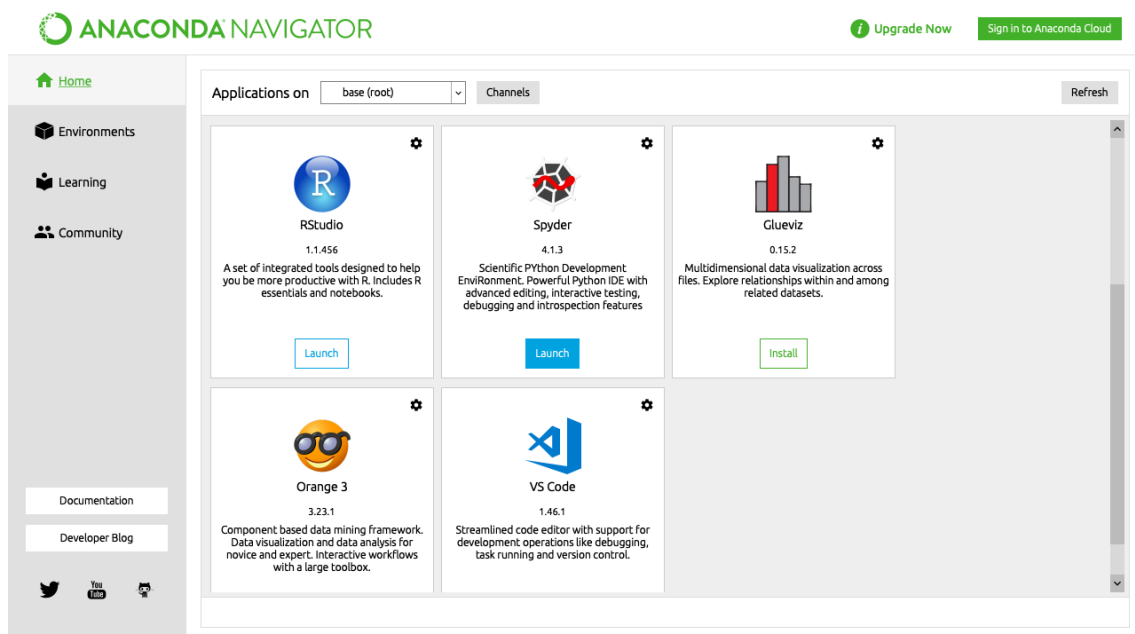 ANACONDA NAVIGATOR
i Upgrade Now
Sign in to Anaconda Cloud
Home
Environments
Learning
Community
Documentation
Developer Blog
You
Tube
Applications on base (root) Channels Refresh
R
RStudio
1.1.456
A set of integrated tools designed to help
you be more productive with R. Includes R
essentials and notebooks.
Launch
Spyder
4.1.3
Scientific PYthon Development
EnviRonment. Powerful Python IDE with
advanced editing, interactive testing,
debugging and introspection features
Launch
Glueviz
0.15.2
Multidimensional data visualization across
files. Explore relationships within and among
related datasets.
Install
Orange 3
3.23.1
Component based data mining framework.
Data visualization and data analysis for
novice and expert. Interactive workflows
with a large toolbox.
VS Code
1.46.1
Streamlined code editor with support for
development operations like debugging,
task running and version control.